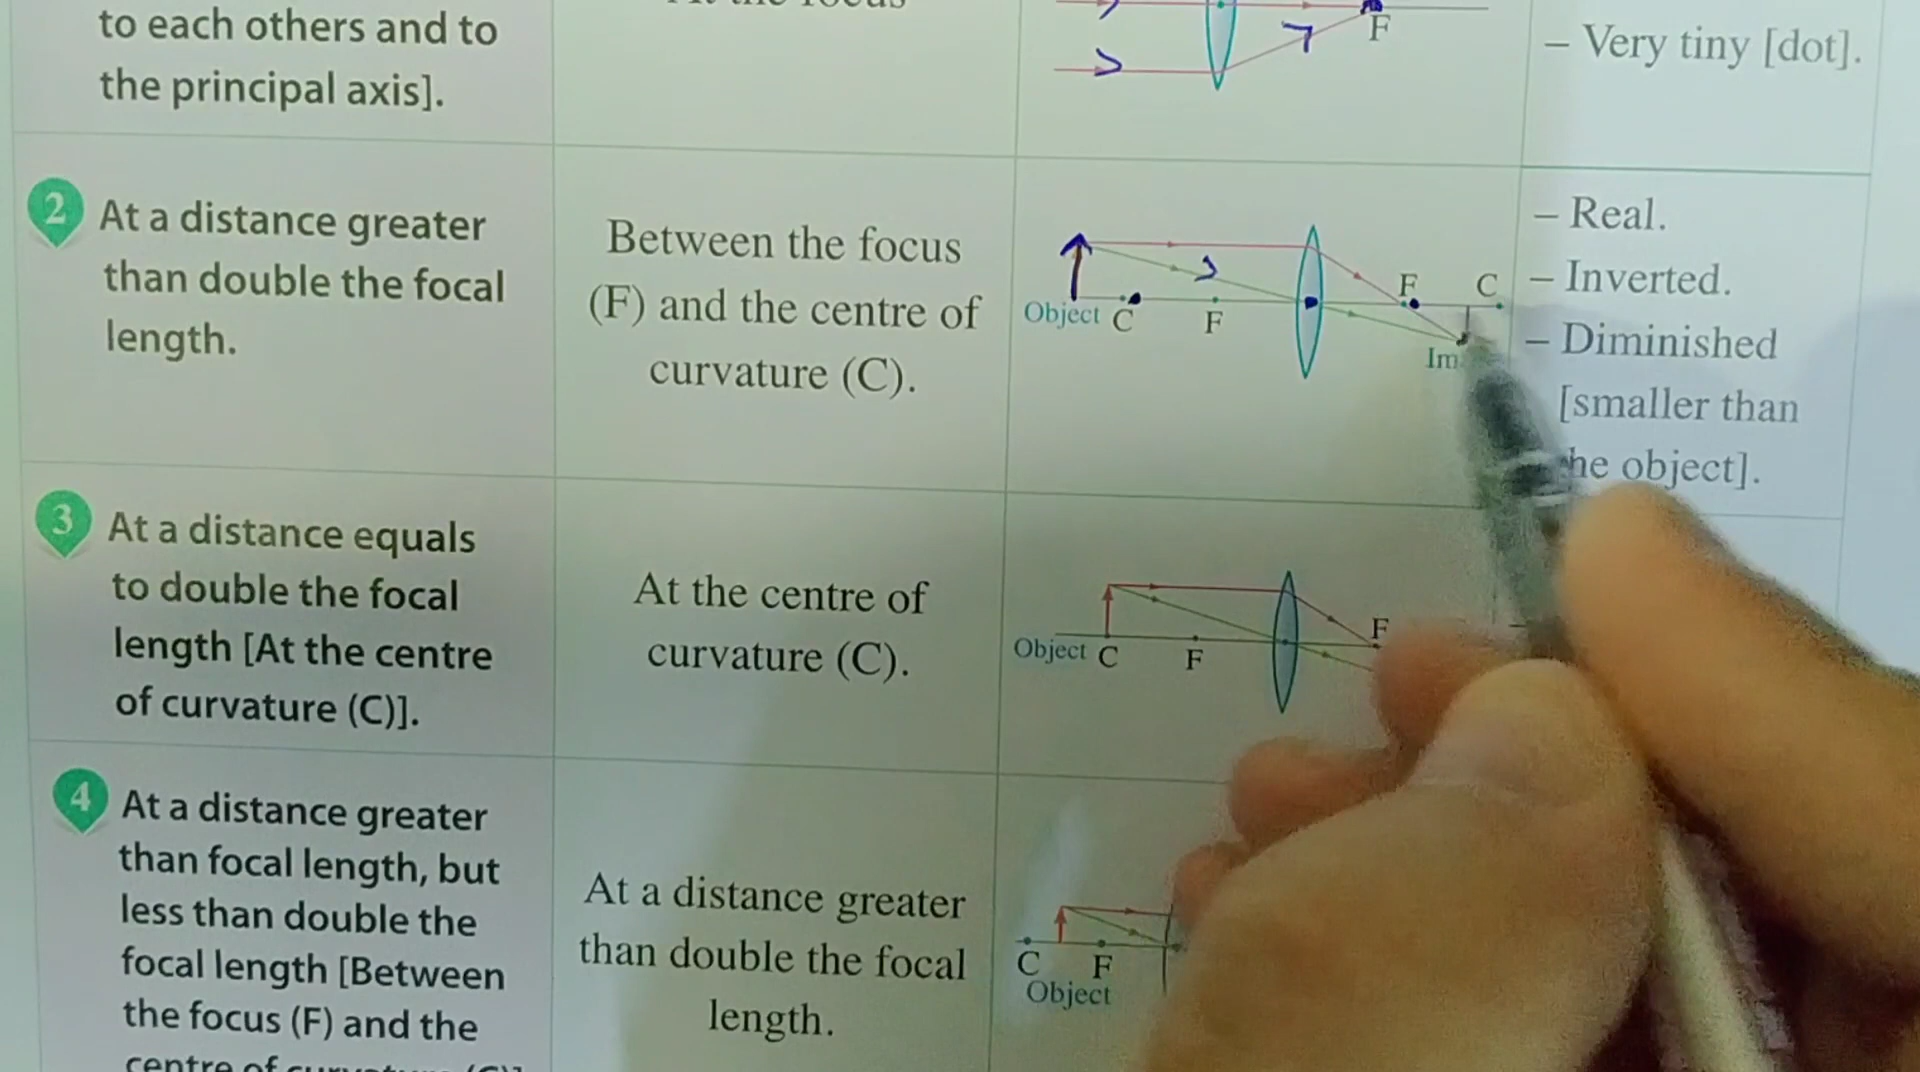 to each others and to
the principal axis].
F
– Very tiny [dot].
2
At a distance greater
than double the focal
length.
Between the focus
(F) and the centre of
curvature (C).
Object C F F C
– Real.
– Inverted.
– Diminished
[smaller than
object].
3
At a distance equals
to double the focal
length [At the centre
of curvature (C)].
At the centre of
curvature (C).
Object C F F
4
At a distance greater
than focal length, but
less than double the
focal length [Between
the focus (F) and the
At a distance greater
than double the focal
length.
C F
Object